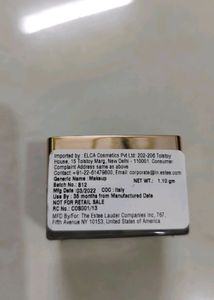 Imported by : ELCA Cosmetics Pvt Ltd: 202-206 Tolstoy
House, 15 Tolstoy Marg, New Delhi - 110001. Consumer
Complaint Address same as above
Contact :+91-22-61479800, Email corporate@in.estee.com
Generic Name : Makeup
Batch No : B12 NET WT. : 1.10 gm
Mfg Date : 03/2022 COO : Italy
Use By : 36 months from Manufactured Date
NOT FOR RETAIL SALE
RC No : COS001/13
MFD By/For: The Estee Lauder Companies Inc, 767,
Fifth Avenue NY 10153, United States of America